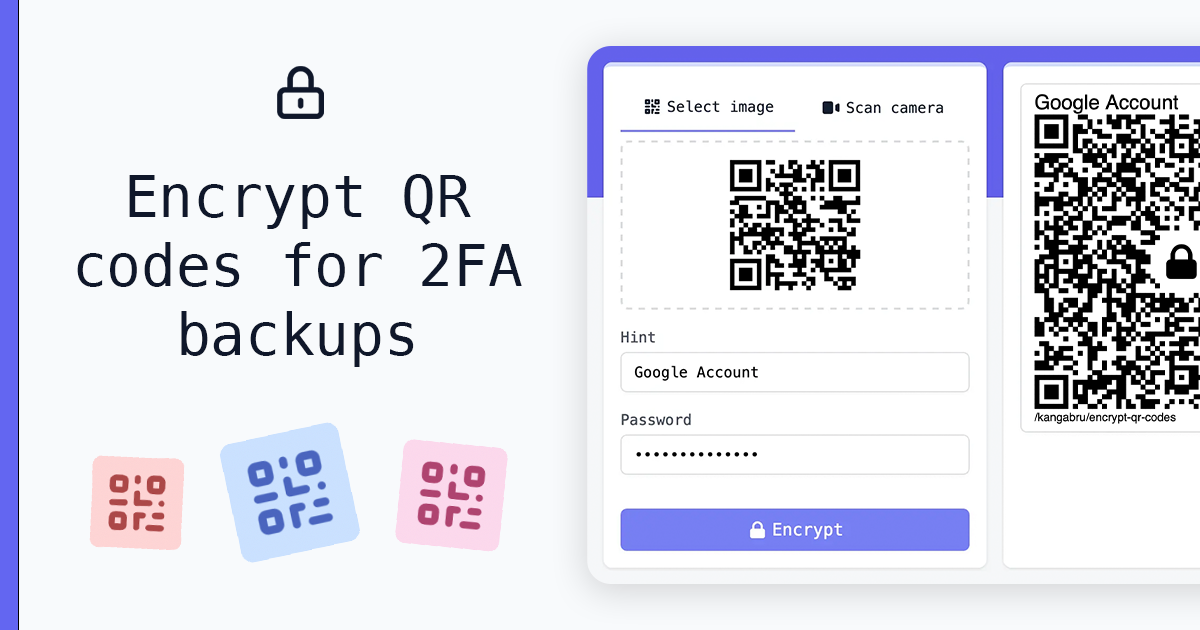 Encrypt QR
codes for 2FA
backups
Select image
Scan camera
Hint
Google Account
Password
••••••••••••••
Encrypt
Google Account
/kangabru/encrypt-qr-codes